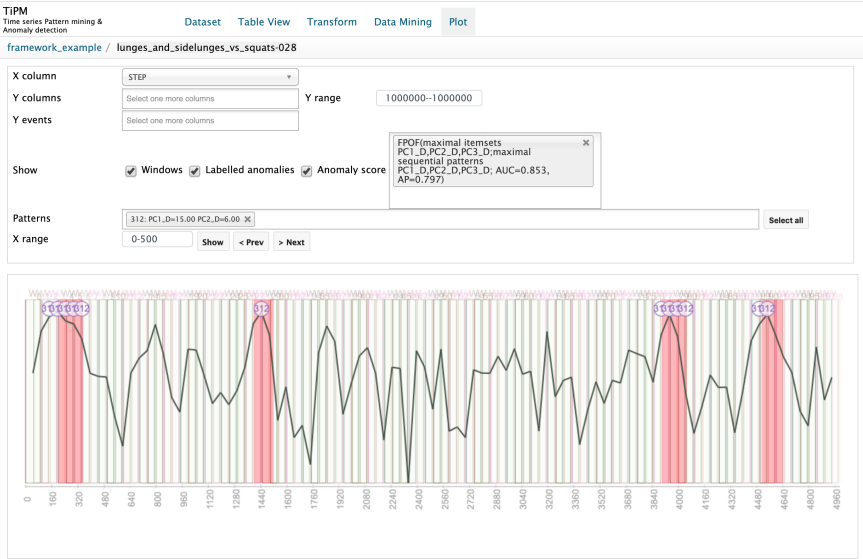 TiPM
Time series Pattern mining &
Anomaly detection
Dataset Table View Transform Data Mining Plot
framework_example / lunges_and_sidelunges_vs_squats-028
X column STEP
Y columns Select one more columns Y range 1000000--1000000
Y events Select one more columns
Show Windows Labelled anomalies Anomaly score
FPOF(maximal itemsets
PC1_D,PC2_D,PC3_D;maximal
sequential patterns
PC1_D,PC2_D,PC3_D; AUC=0.853,
AP=0.797)
Patterns 312: PC1_D=15.00 PC2_D=6.00 Select all
X range 0-500 Show < Prev > Next
312
312
312
312
0 160 320 480 640 800 960 1120 1280 1440 1600 1760 1920 2080 2240 2400 2560 2720 2880 3040 3200 3360 3520 3680 3840 4000 4160 4320 4480 4640 4800 4960